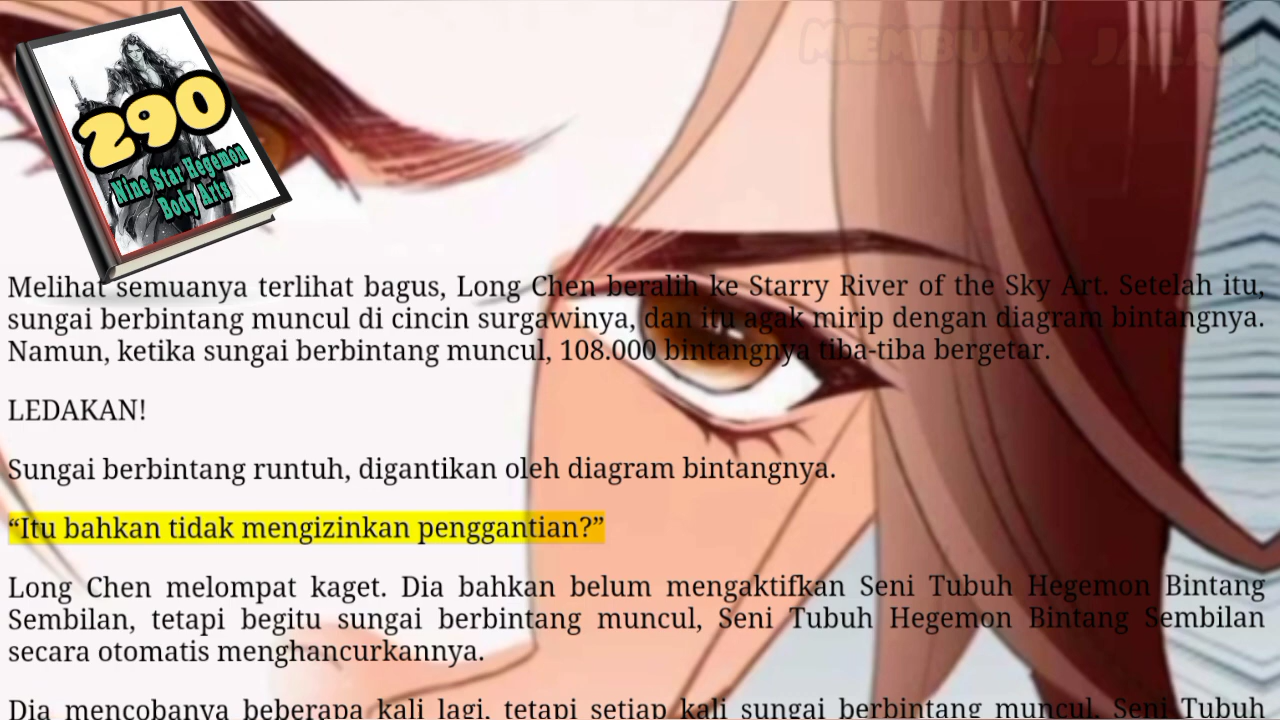 MEMBUKA JALAN
290
Nine Star Hegemon
Body Arts
Melihat semuanya terlihat bagus, Long Chen beralih ke Starry River of the Sky Art. Setelah itu,
sungai berbintang muncul di cincin surgawinya, dan itu agak mirip dengan diagram bintangnya.
Namun, ketika sungai berbintang muncul, 108.000 bintangnya tiba-tiba bergetar.
LEDAKAN!
Sungai berbintang runtuh, digantikan oleh diagram bintangnya.
“Itu bahkan tidak mengizinkan penggantian?”
Long Chen melompat kaget. Dia bahkan belum mengaktifkan Seni Tubuh Hegemon Bintang
Sembilan, tetapi begitu sungai berbintang muncul, Seni Tubuh Hegemon Bintang Sembilan
secara otomatis menghancurkannya.
Dia mencobanya beberapa kali lagi, tetapi setiap kali sungai berbintang muncul, Seni Tubuh